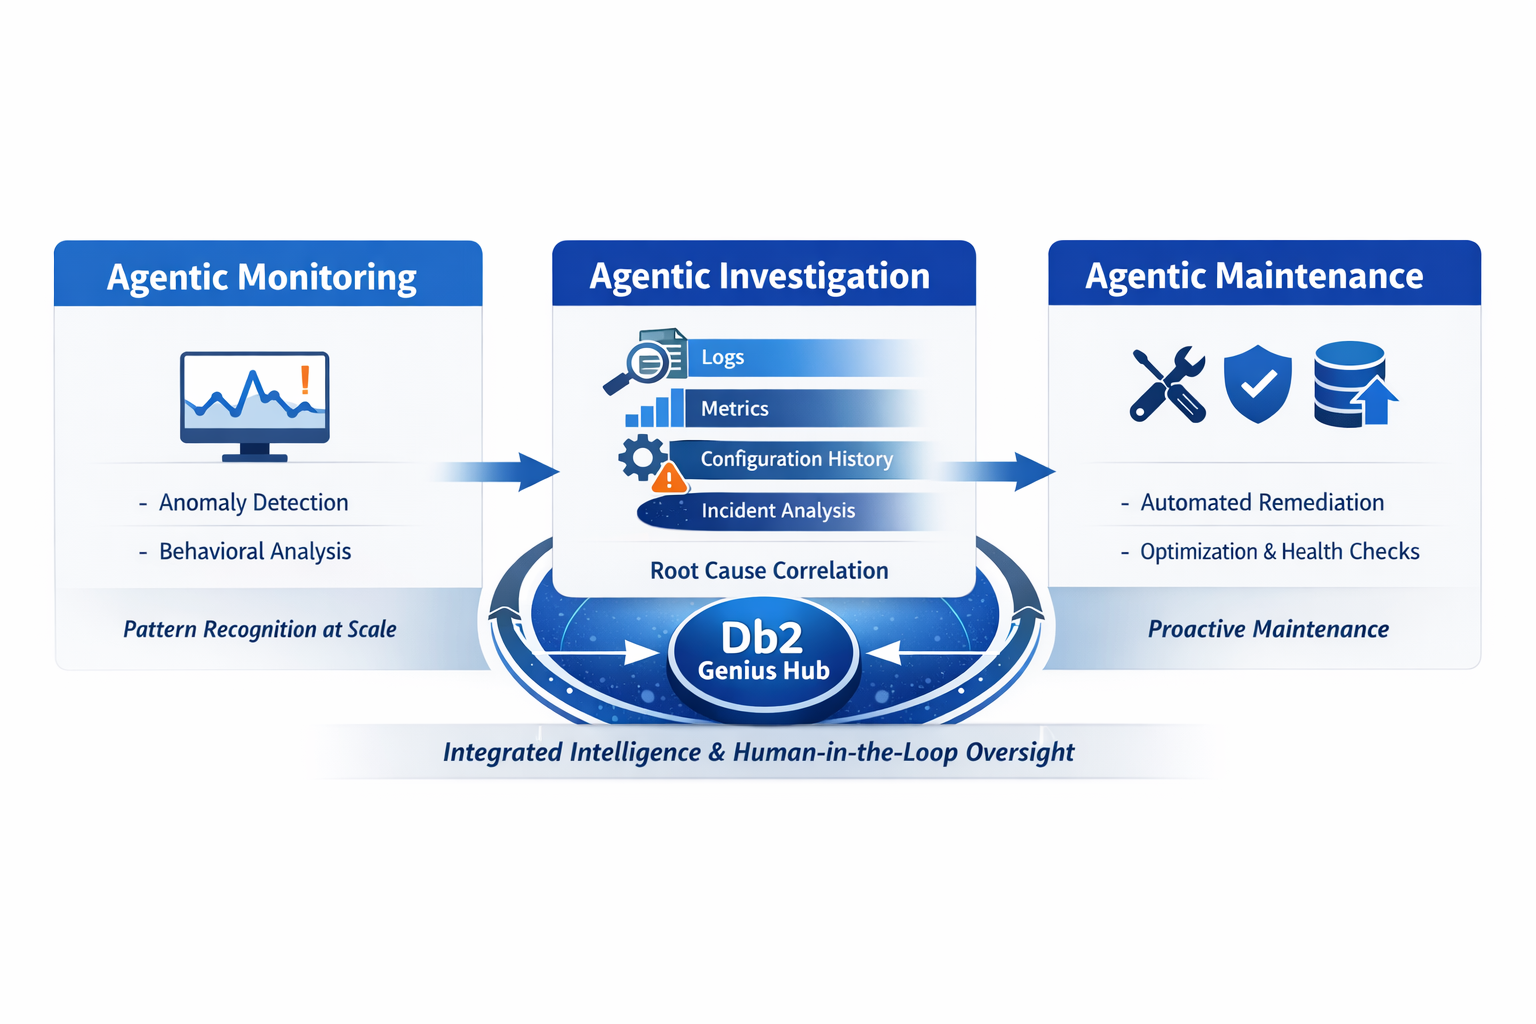 Agentic Monitoring
- Anomaly Detection
- Behavioral Analysis
Pattern Recognition at Scale
Agentic Investigation
Logs
Metrics
Configuration History
Incident Analysis
Root Cause Correlation
Agentic Maintenance
- Automated Remediation
- Optimization & Health Checks
Proactive Maintenance
Db2
Genius Hub
Integrated Intelligence & Human-in-the-Loop Oversight